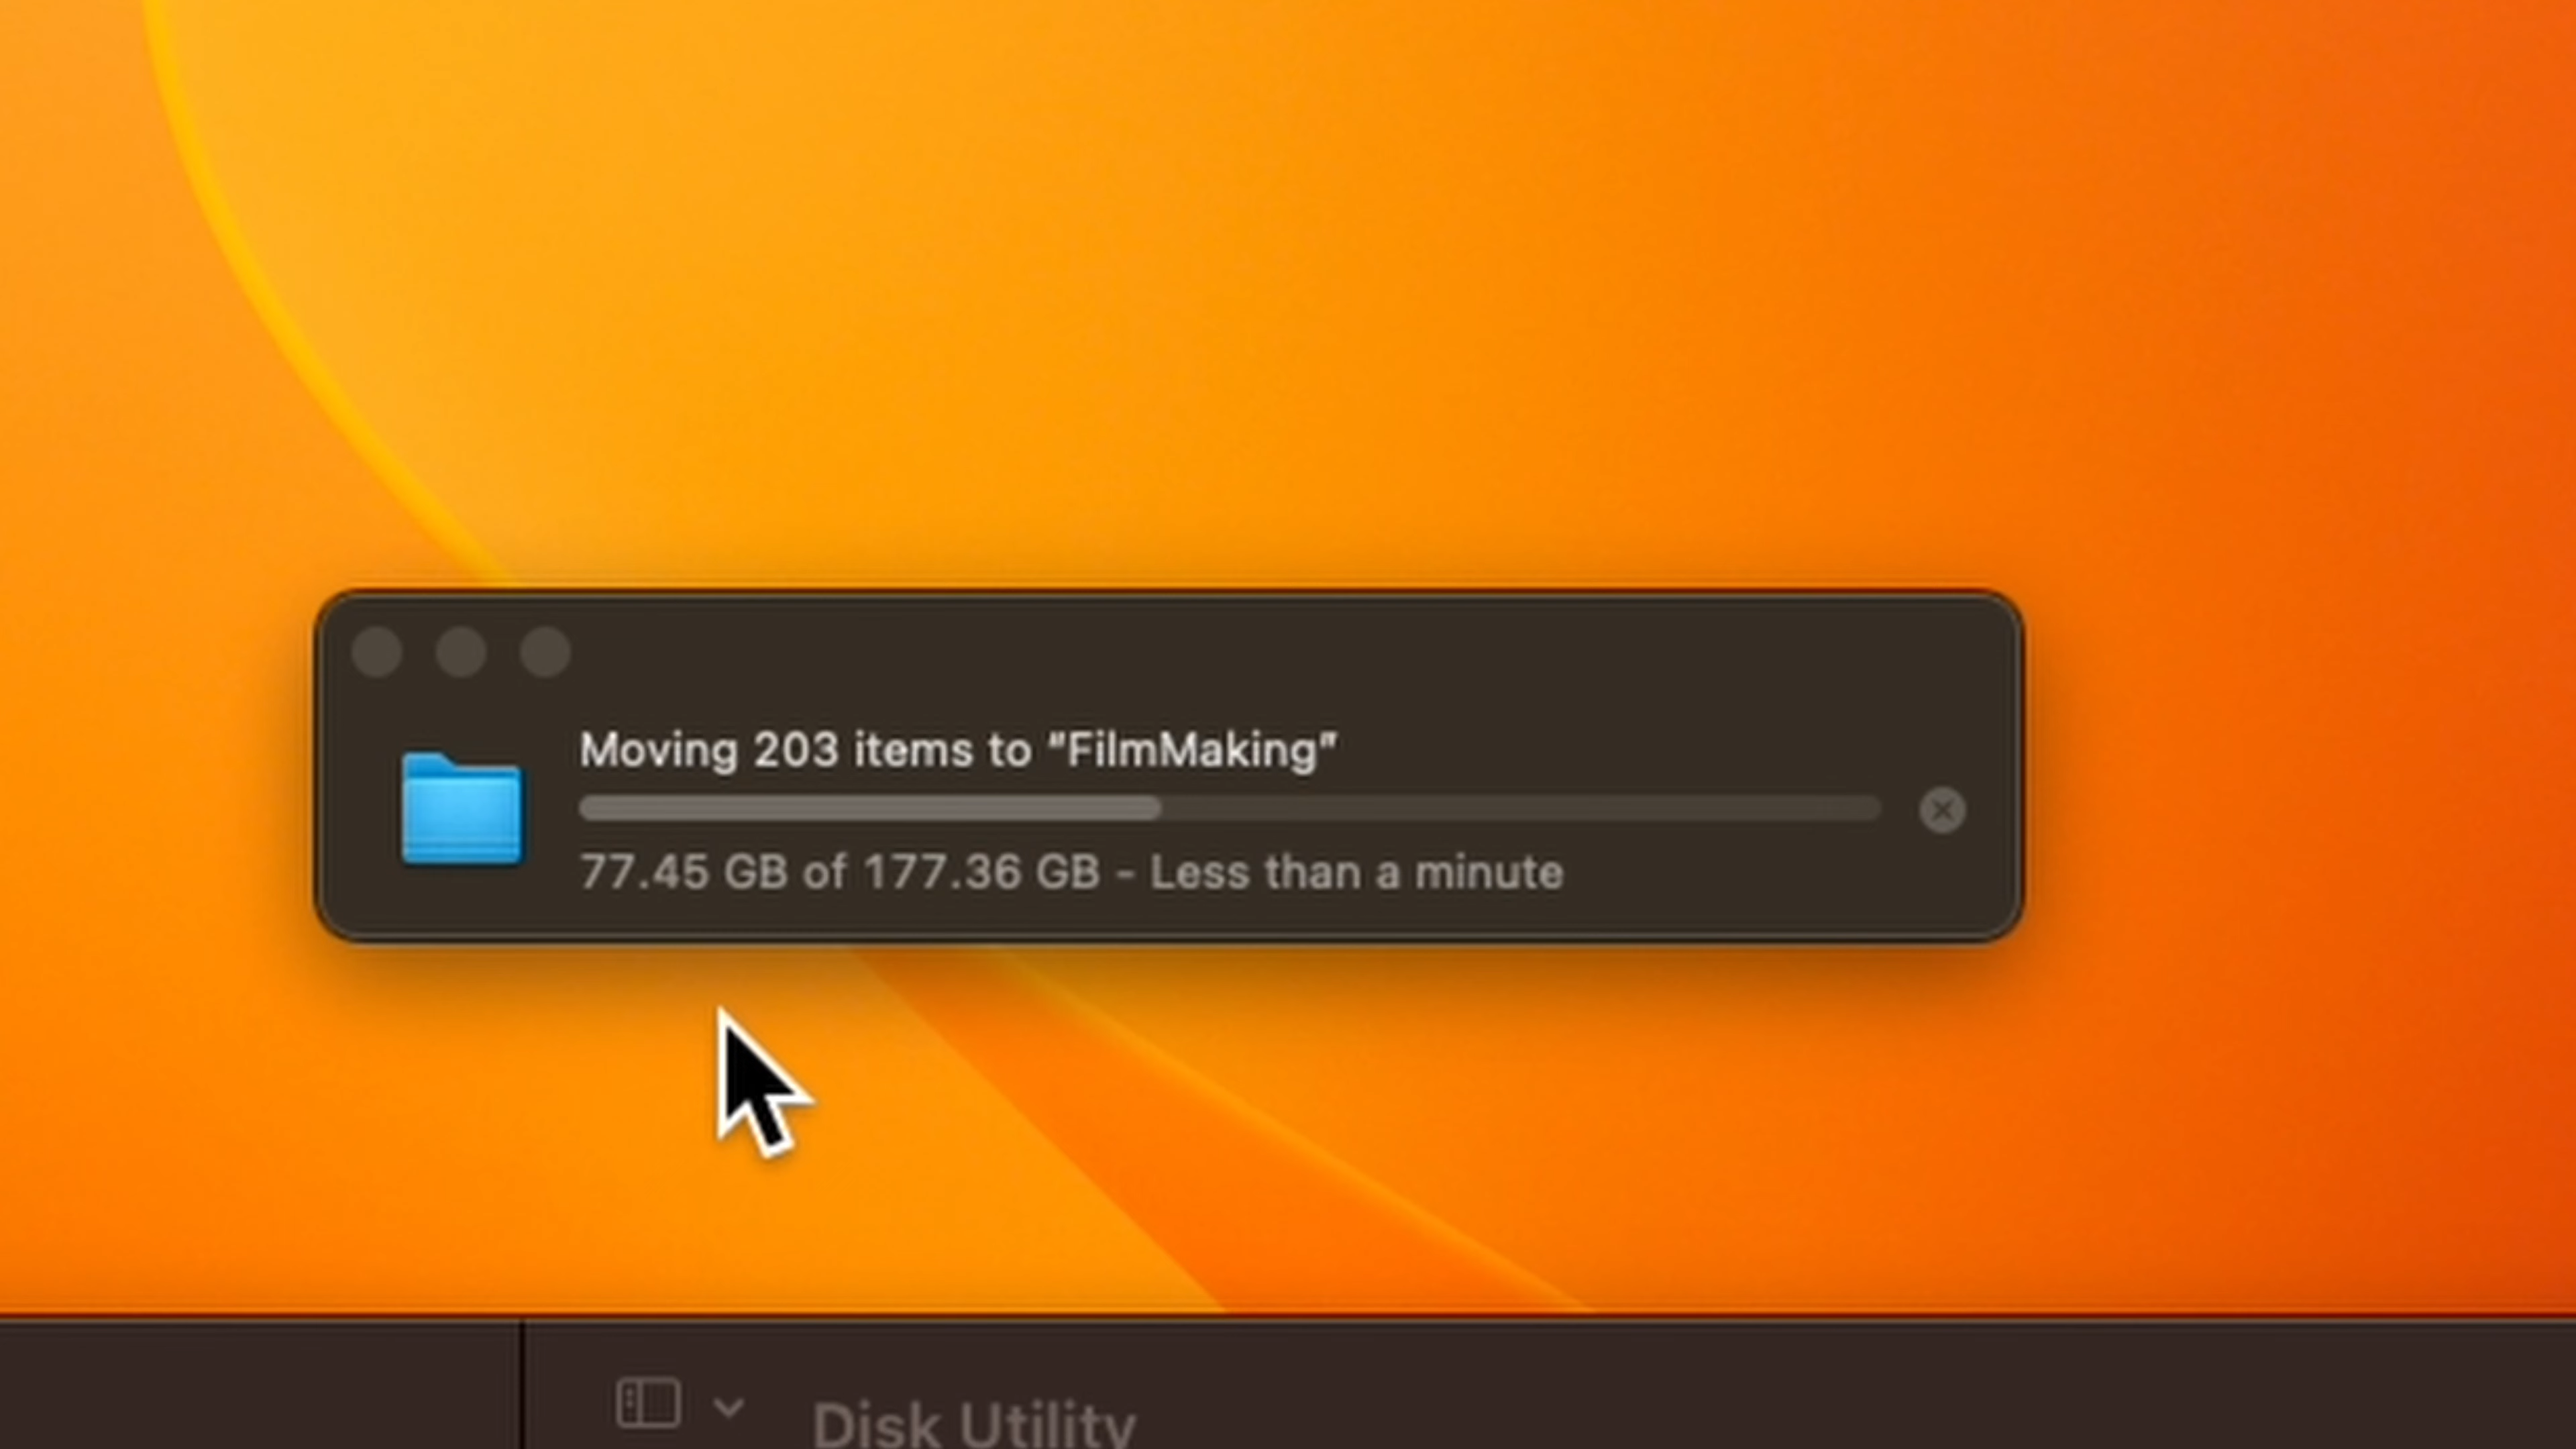 Moving 203 items to "FilmMaking"
77.45 GB of 177.36 GB - Less than a minute
Disk Utility